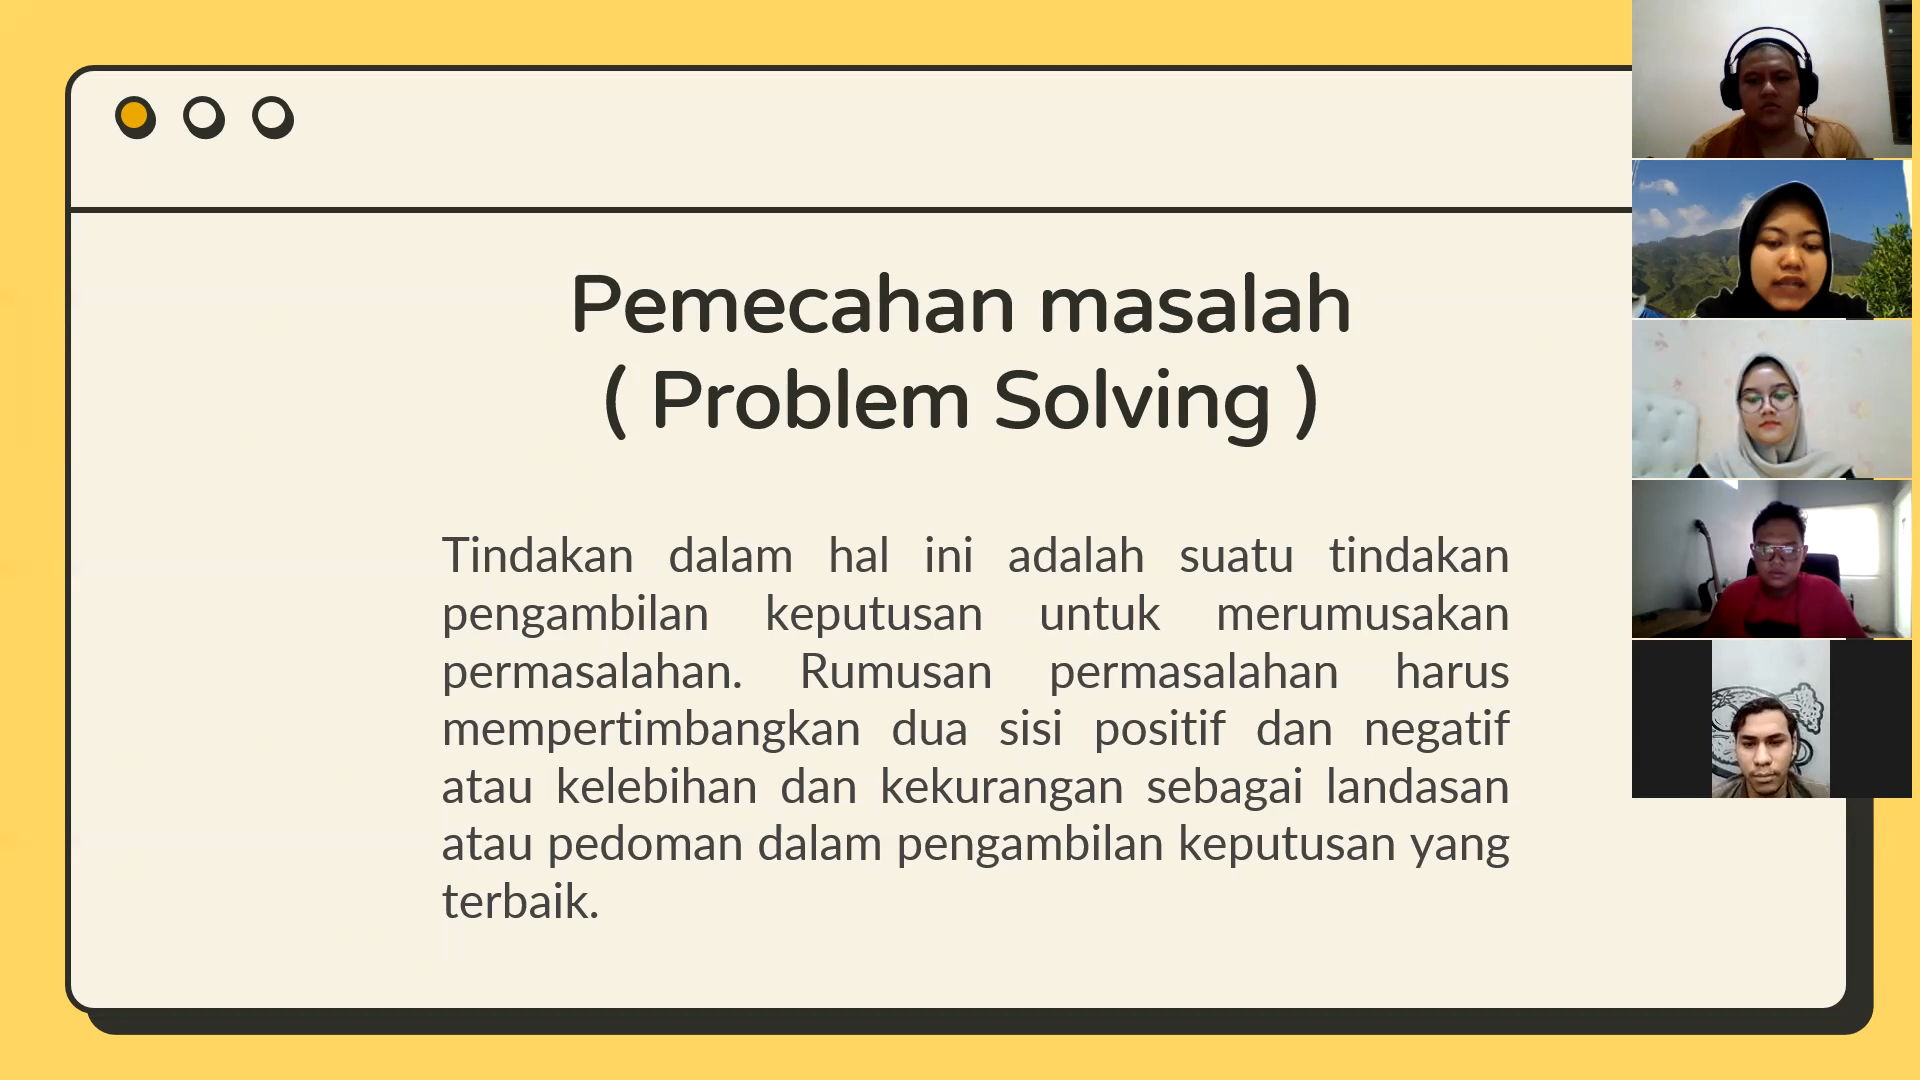 Pemecahan masalah
( Problem Solving )
Tindakan dalam hal ini adalah suatu tindakan
pengambilan keputusan untuk merumusakan
permasalahan. Rumusan permasalahan harus
mempertimbangkan dua sisi positif dan negatif
atau kelebihan dan kekurangan sebagai landasan
atau pedoman dalam pengambilan keputusan yang
terbaik.